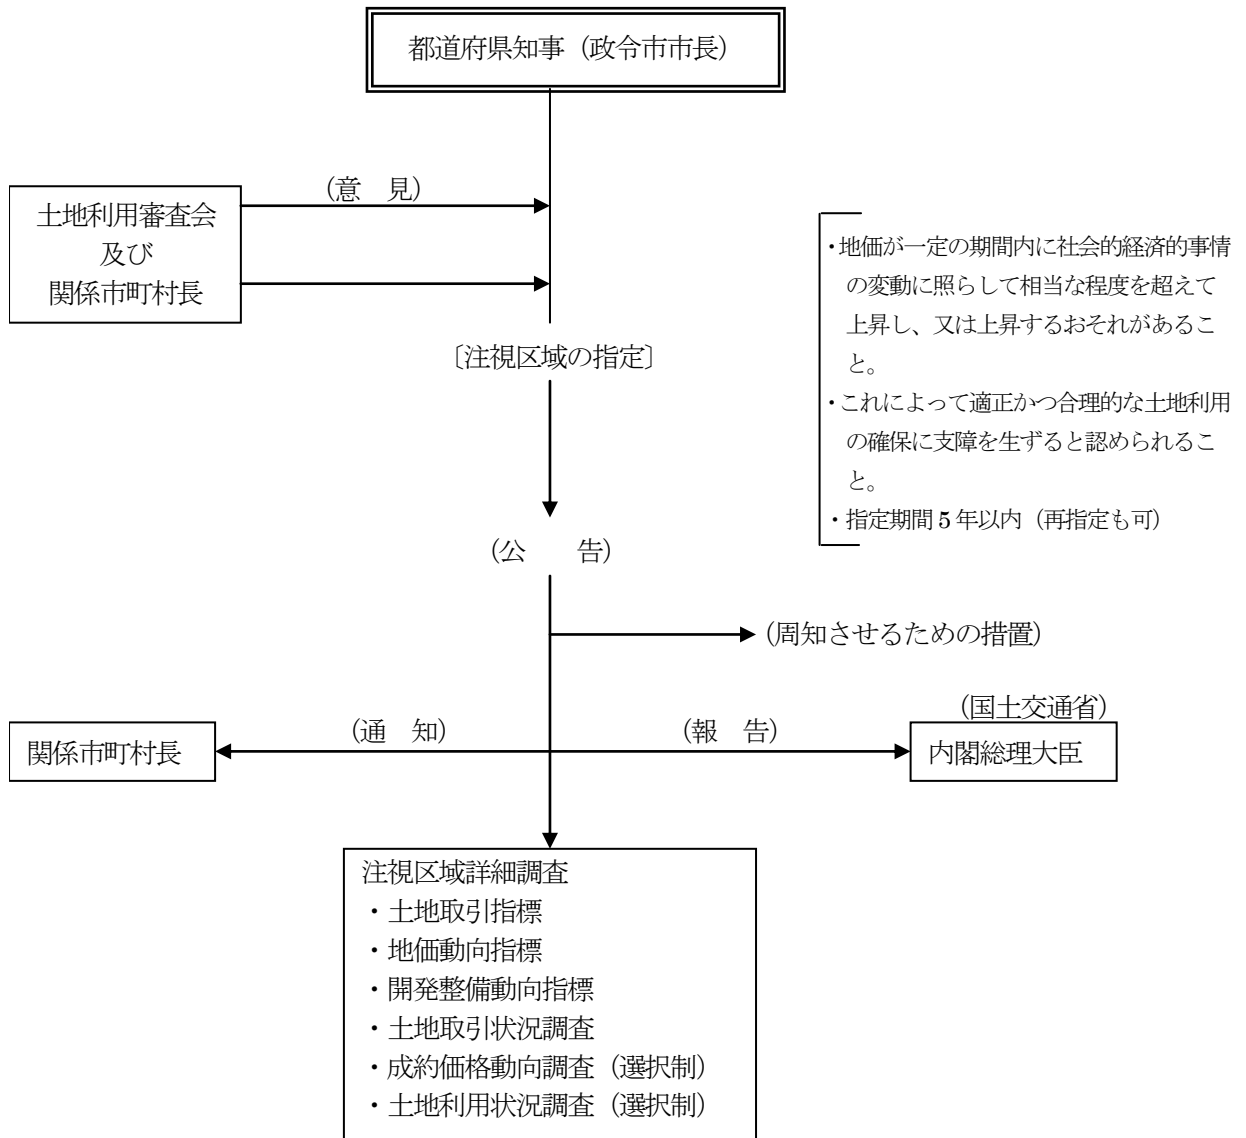 都道府県知事（政令市市長）
（意　見）
土地利用審査会
及び
関係市町村長
・地価が一定の期間内に社会的経済的事情
の変動に照らして相当な程度を超えて
上昇し、又は上昇するおそれがあるこ
と。
・これによって適正かつ合理的な土地利用
の確保に支障を生ずると認められるこ
と。
・指定期間 5 年以内（再指定も可）
〔注視区域の指定〕
（公　　告）
（周知させるための措置）
（国土交通省）
（通　知）
（報　告）
関係市町村長
内閣総理大臣
注視区域詳細調査
・土地取引指標
・地価動向指標
・開発整備動向指標
・土地取引状況調査
・成約価格動向調査（選択制）
・土地利用状況調査（選択制）